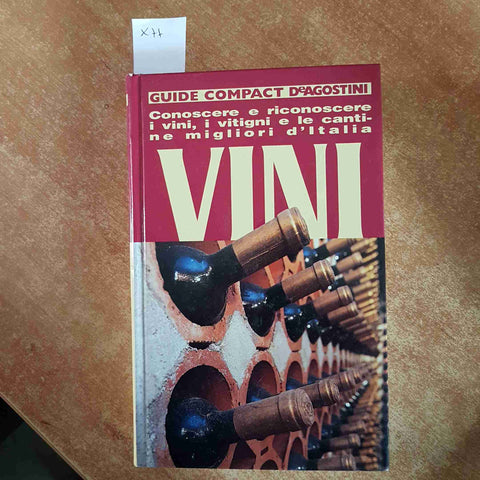 X77
GUIDE COMPACT DeAGOSTINI
Conoscere e riconoscere
i vini, i vitigni e le canti-
ne migliori d'Italia
VINI